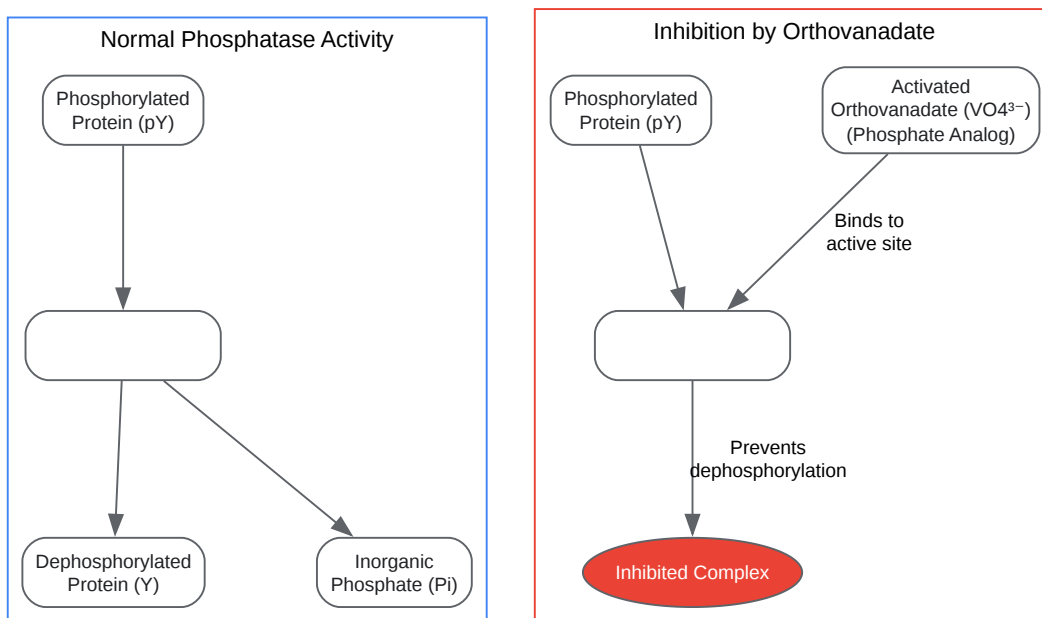 Normal Phosphatase Activity
Phosphorylated
Protein (pY)
Dephosphorylated
Protein (Y)
Inorganic
Phosphate (Pi)
Inhibition by Orthovanadate
Phosphorylated
Protein (pY)
Activated
Orthovanadate (VO4³⁻)
(Phosphate Analog)
Binds to
active site
Prevents
dephosphorylation
Inhibited Complex